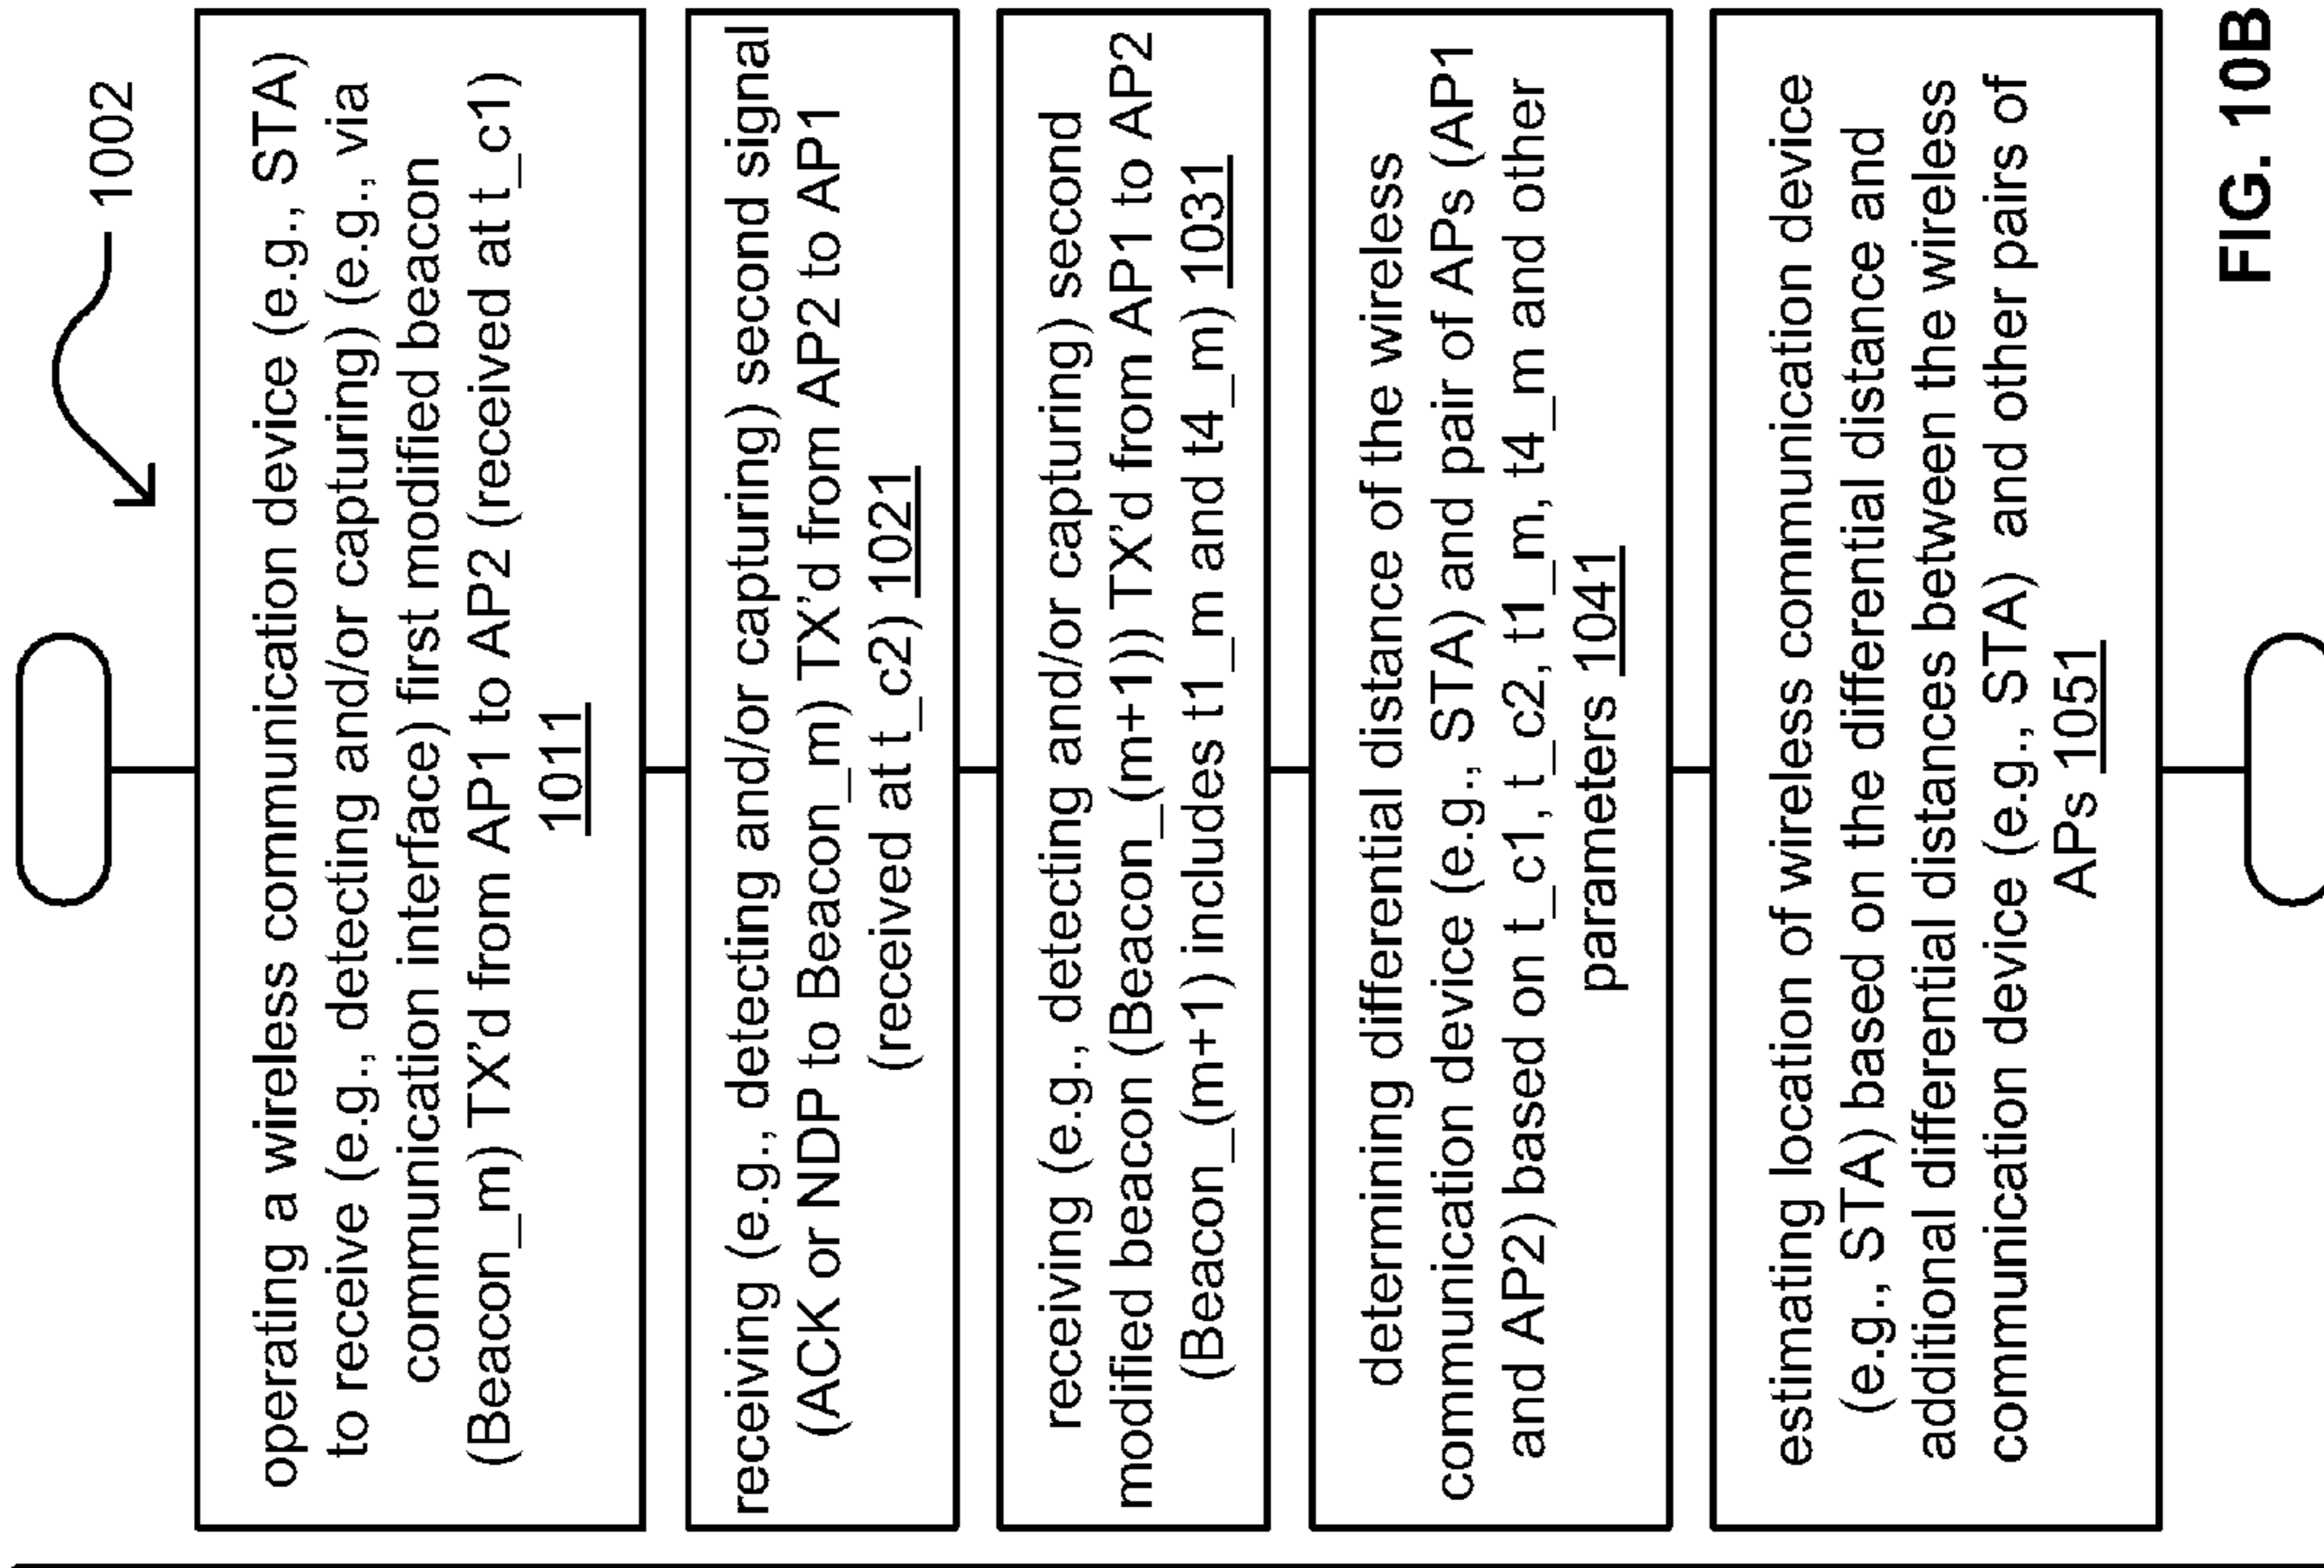 1002
operating a wireless communication device (e.g., STA)
to receive (e.g., detecting and/or capturing) (e.g., via
communication interface) first modified beacon
(Beacon_m) TX'd from AP1 to AP2 (received at t_c1)
1011
receiving (e.g., detecting and/or capturing) second signal
(ACK or NDP to Beacon_m) TX'd from AP2 to AP1
(received at t_c2) 1021
receiving (e.g., detecting and/or capturing) second
modified beacon (Beacon_(m+1)) TX'd from AP1 to AP2
(Beacon_(m+1) includes t1_m and t4_m) 1031
determining differential distance of the wireless
communication device (e.g., STA) and pair of APs (AP1
and AP2) based on t_c1, t_c2, t1_m, t4_m and other
parameters 1041
estimating location of wireless communication device
(e.g., STA) based on the differential distance and
additional differential distances between the wireless
communication device (e.g., STA) and other pairs of
APs 1051
FIG. 10B